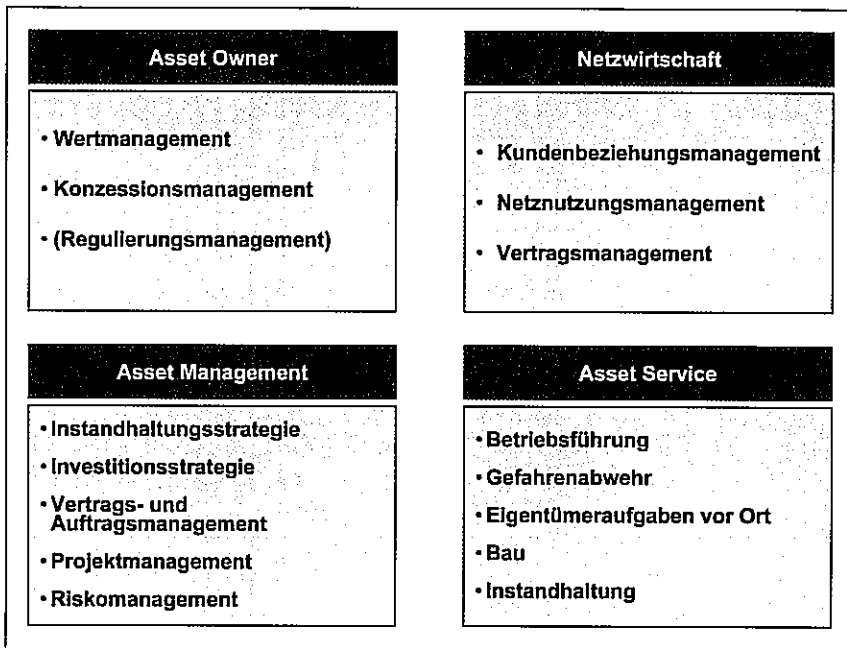 Asset Owner
• Wertmanagement
• Konzessionsmanagement
• (Regulierungsmanagement)
Netzwirtschaft
• Kundenbeziehungsmanagement
• Netznutzungsmanagement
• Vertragsmanagement
Asset Management
• Instandhaltungsstrategie
• Investitionsstrategie
• Vertrags- und
Auftragsmanagement
• Projektmanagement
• Riskomanagement
Asset Service
• Betriebsführung
• Gefahrenabwehr
• Eigentümeraufgaben vor Ort
• Bau
• Instandhaltung